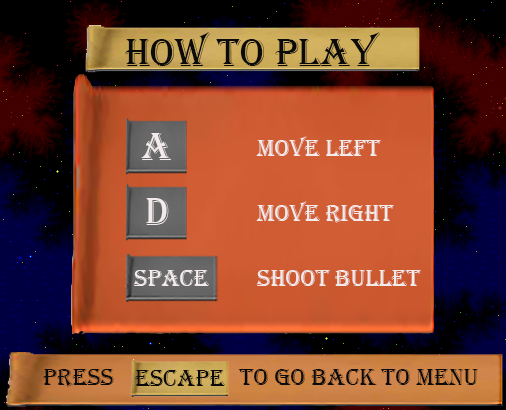 HOW TO PLAY
A MOVE LEFT
D MOVE RIGHT
SPACE SHOOT BULLET
PRESS ESCAPE TO GO BACK TO MENU